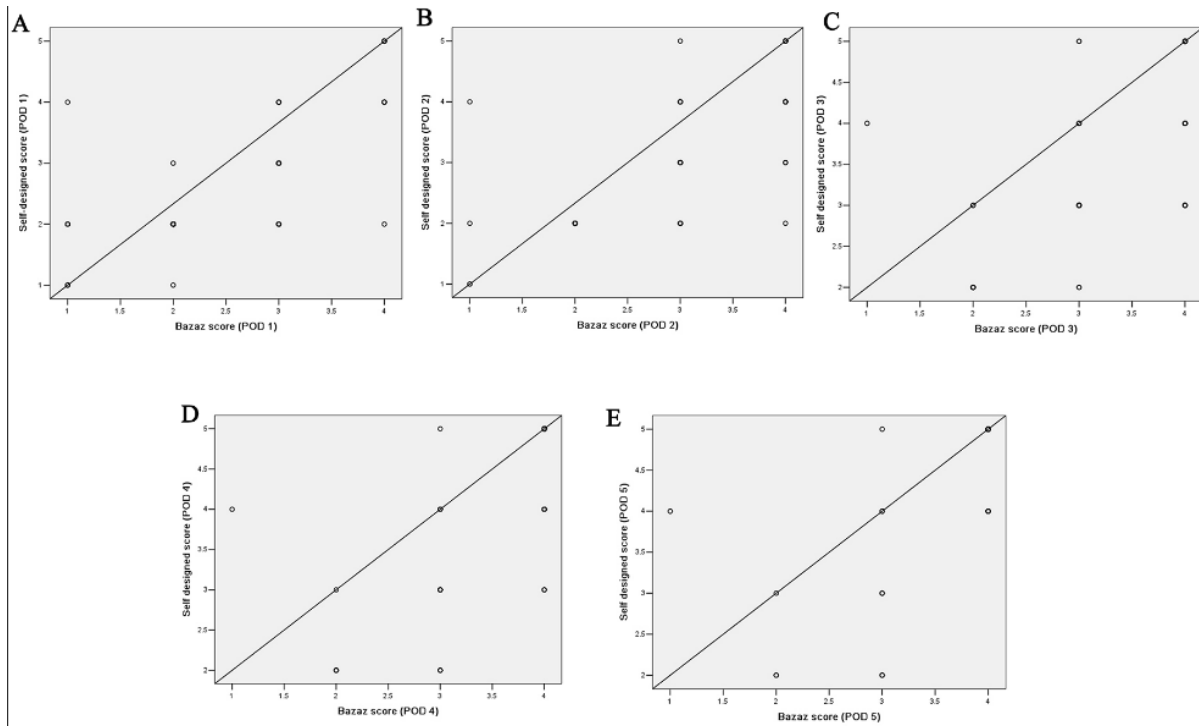 A
Self-designed score (POD 1)
5
4
3
2
1
1 1.5 2 2.5 3 3.5 4
Bazaz score (POD 1)
B
Self designed score (POD 2)
5
4
3
2
1
1 1.5 2 2.5 3 3.5 4
Bazaz score (POD 2)
C
Self designed score (POD 3)
5
4.5
4
3.5
3
2.5
2
1 1.5 2 2.5 3 3.5 4
Bazaz score (POD 3)
D
Self designed score (POD 4)
5
4.5
4
3.5
3
2.5
2
1 1.5 2 2.5 3 3.5 4
Bazaz score (POD 4)
E
Self designed score (POD 5)
5
4.5
4
3.5
3
2.5
2
1 1.5 2 2.5 3 3.5 4
Bazaz score (POD 5)